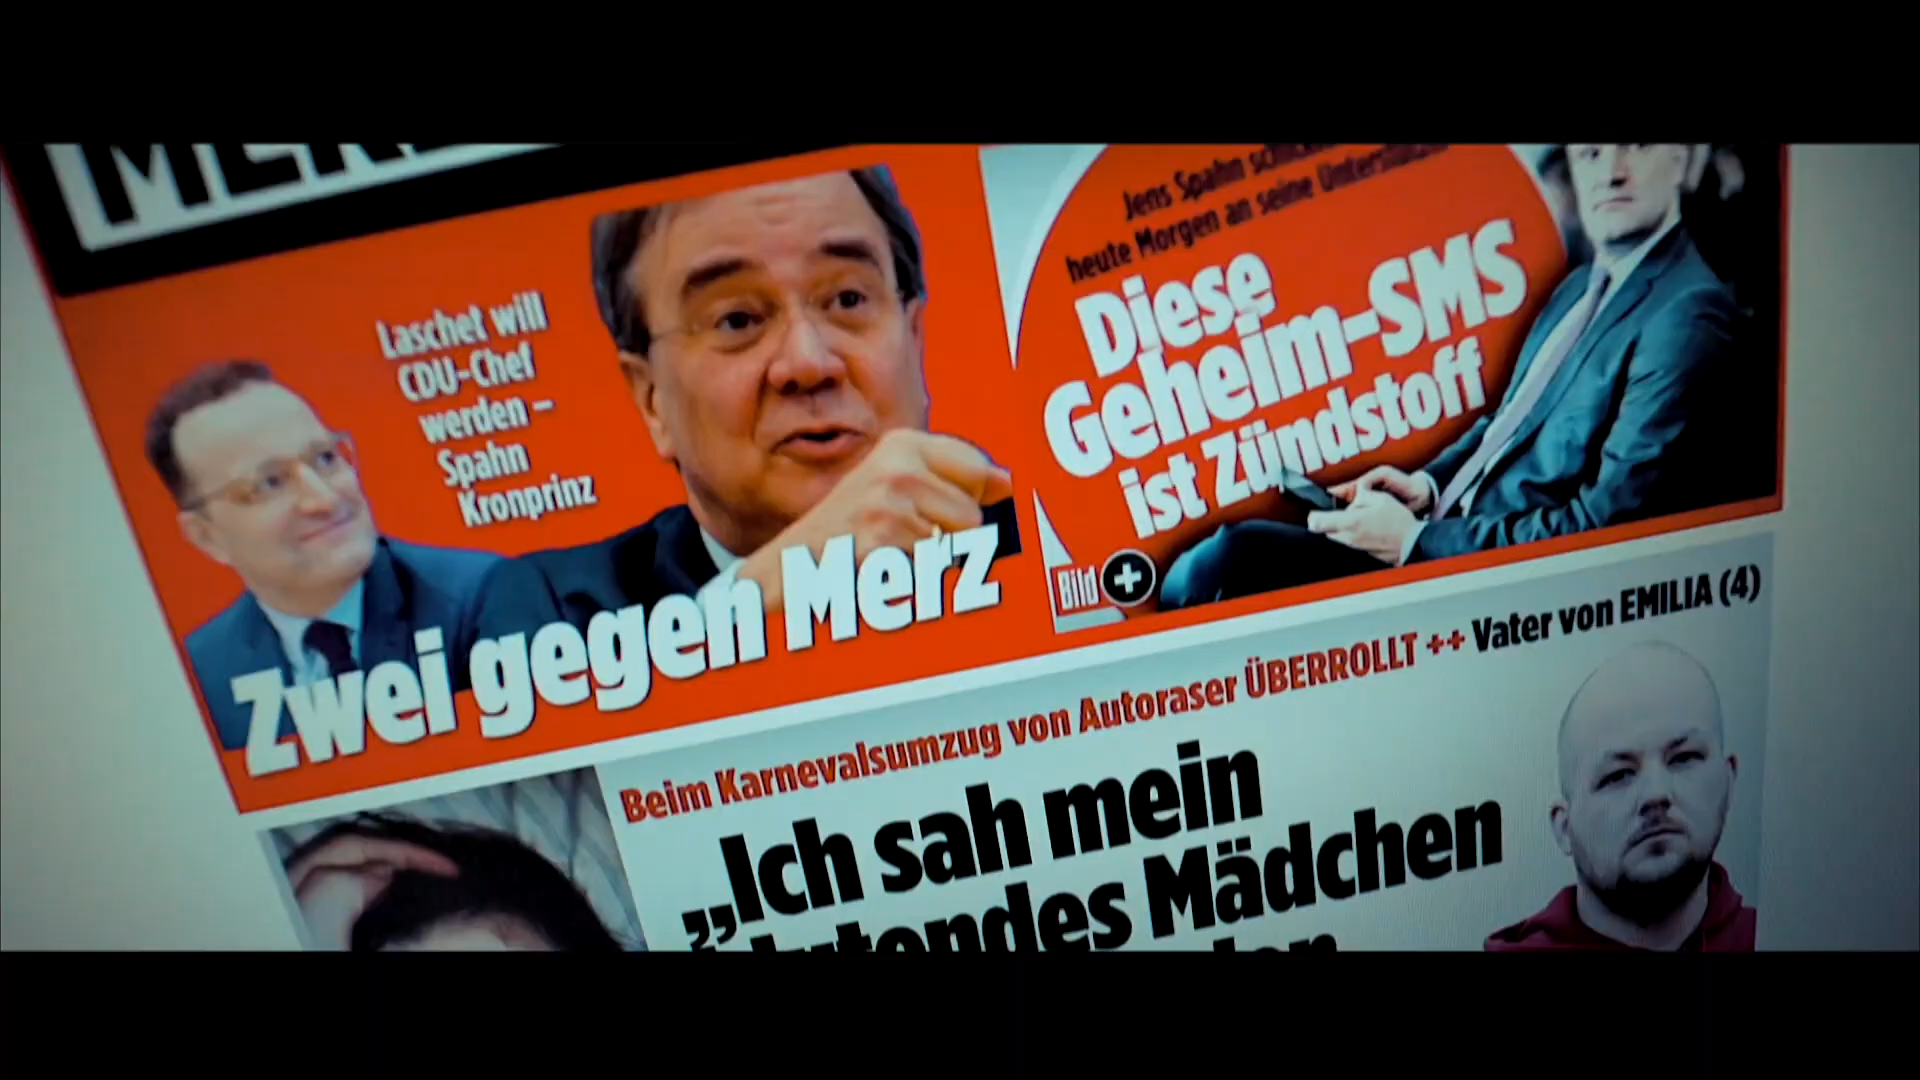 Laschet will
CDU-Chef
werden –
Spahn
Kronprinz
Zwei gegen Merz
Jens Spahn
heute Morgen an seine
Diese
Geheim-SMS
ist Zündstoff
Bild +
Beim Karnevalsumzug von Autoraser ÜBERROLLT ++ Vater von EMILIA (4)
„Ich sah mein
Mädchen